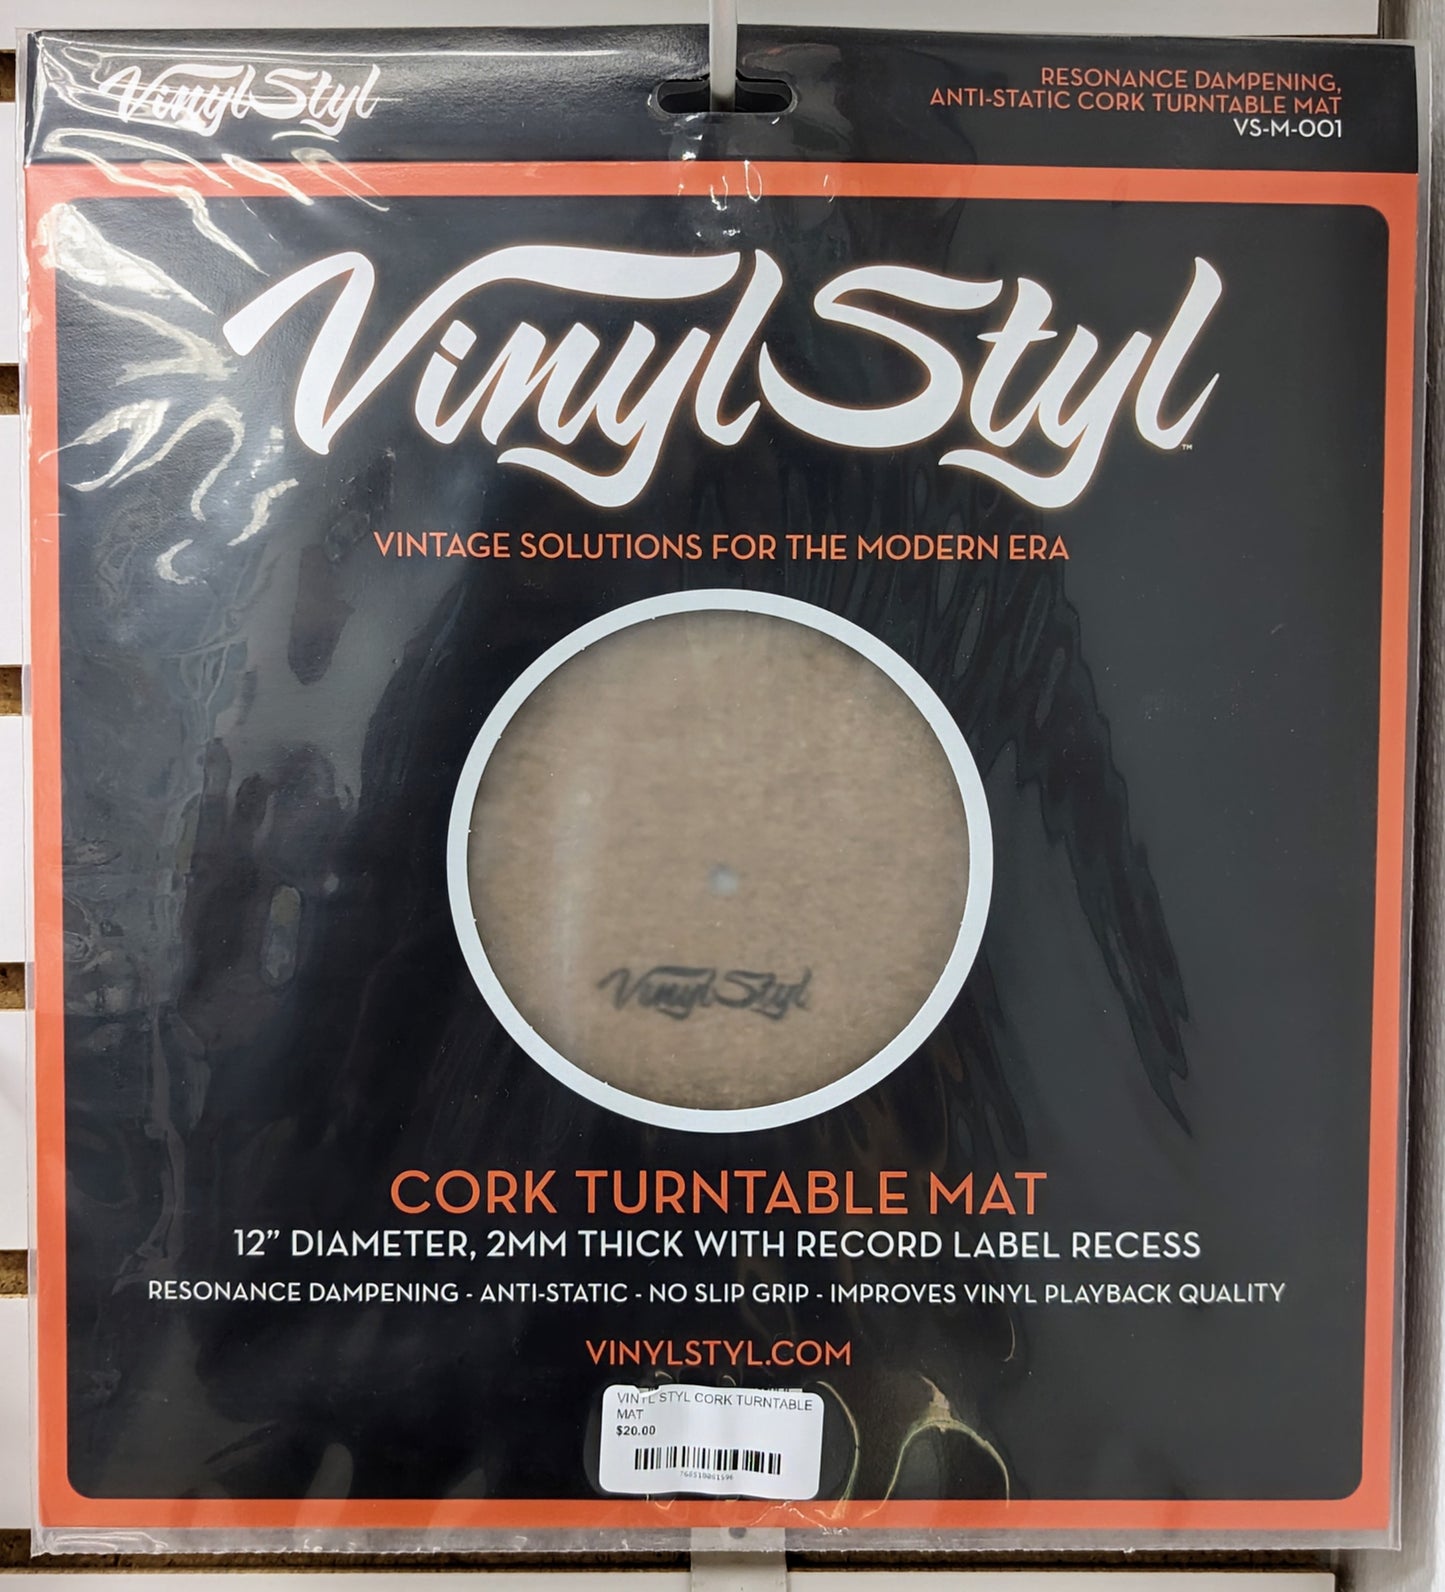 VinylStyl
RESONANCE DAMPENING,
ANTI-STATIC CORK TURNTABLE MAT
VS-M-001
VinylStyl™
VINTAGE SOLUTIONS FOR THE MODERN ERA
VinylStyl
CORK TURNTABLE MAT
12” DIAMETER, 2MM THICK WITH RECORD LABEL RECESS
RESONANCE DAMPENING - ANTI-STATIC - NO SLIP GRIP - IMPROVES VINYL PLAYBACK QUALITY
VINYLSTYL.COM
VINYL STYL CORK TURNTABLE
MAT
$20.00